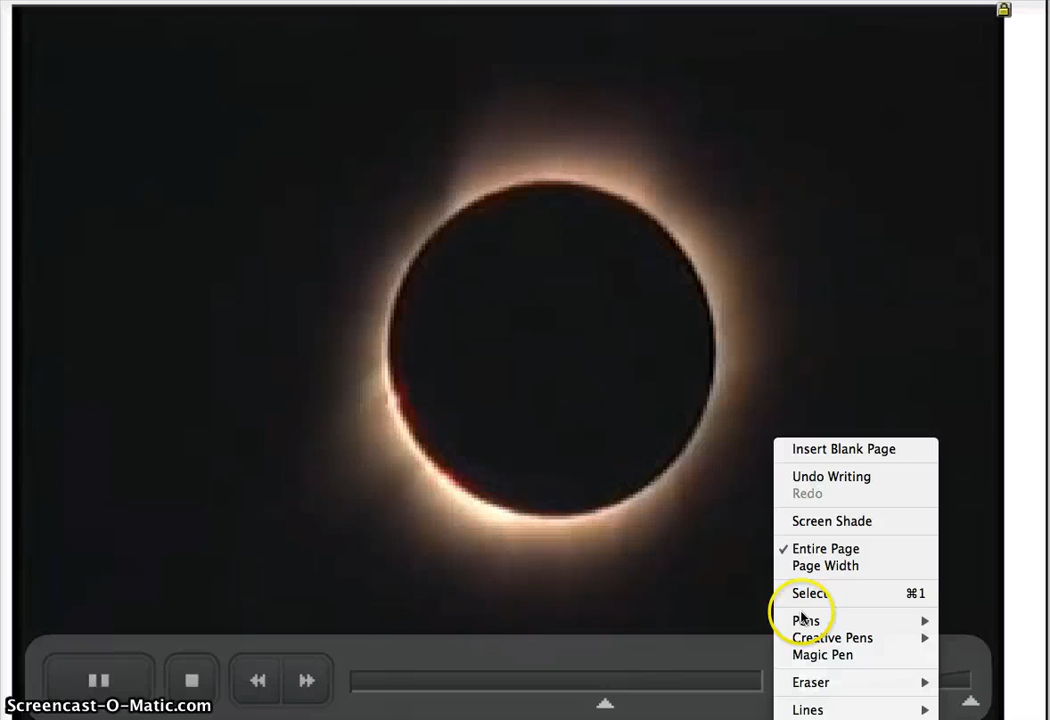 Insert Blank Page
Undo Writing
Redo
Screen Shade
✓ Entire Page
Page Width
Select ⌘1
Pens
Creative Pens
Magic Pen
Eraser
Lines
Screencast-O-Matic.com